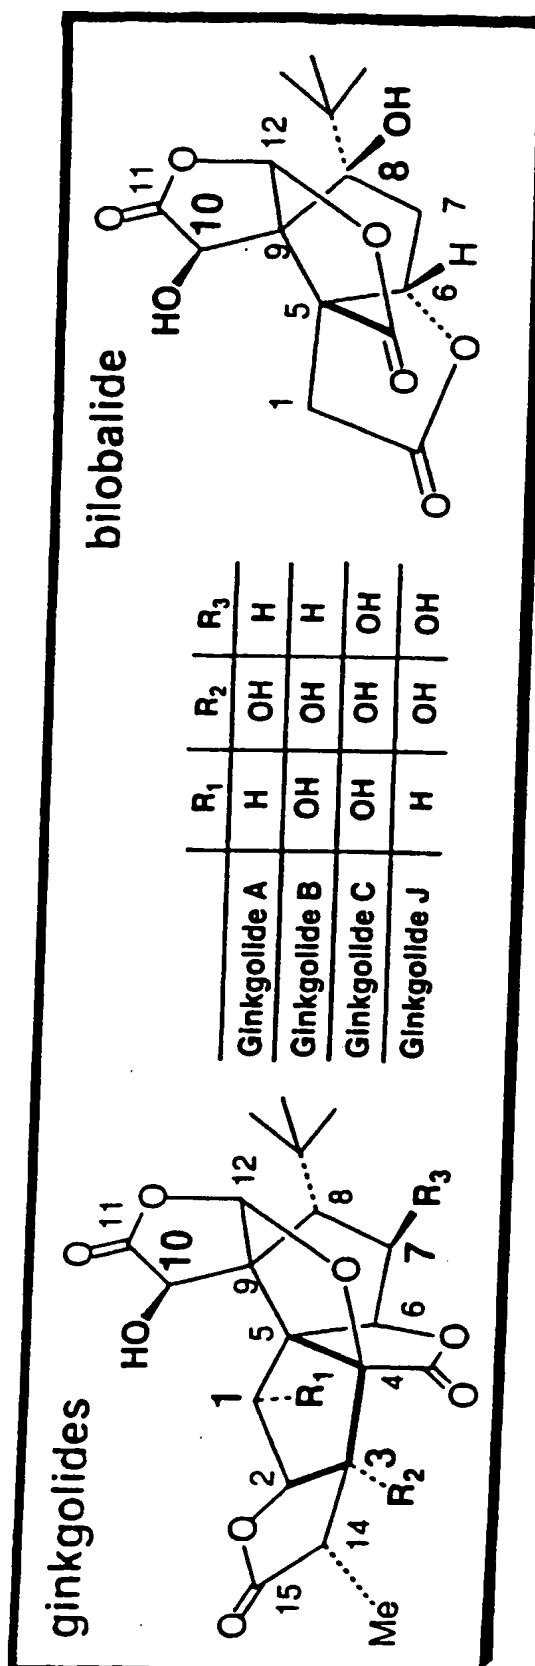 ginkgolides
O
O
11
HO
10
12
9
5
1
R1
2
O
O
15
14
Me
3
R2
4
O
O
O
6
7
R3
8
R1 R2 R3
Ginkgolide A H OH H
Ginkgolide B OH OH H
Ginkgolide C OH OH OH
Ginkgolide J H OH OH
bilobalide
O
O
11
HO
10
12
9
8
OH
7
5
1
O
O
H
6
O
O